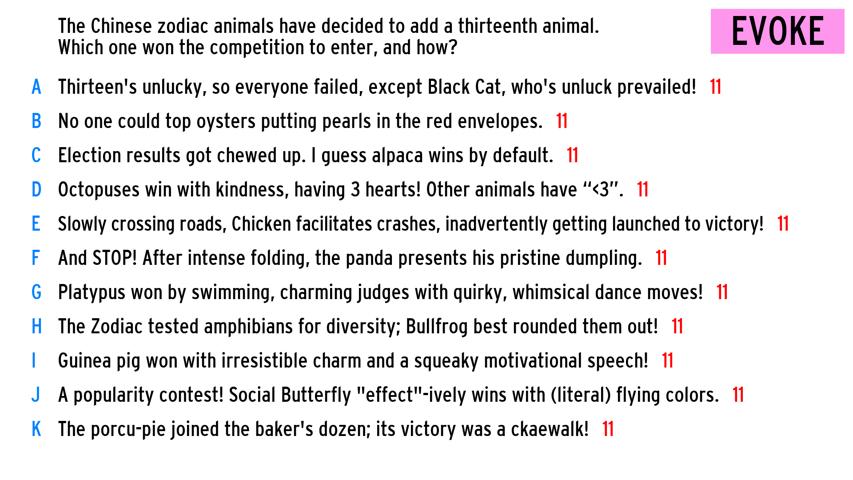 The Chinese zodiac animals have decided to add a thirteenth animal.
Which one won the competition to enter, and how?
EVOKE
A Thirteen's unlucky, so everyone failed, except Black Cat, who's unluck prevailed! 11
B No one could top oysters putting pearls in the red envelopes. 11
C Election results got chewed up. I guess alpaca wins by default. 11
D Octopuses win with kindness, having 3 hearts! Other animals have “<3”. 11
E Slowly crossing roads, Chicken facilitates crashes, inadvertently getting launched to victory! 11
F And STOP! After intense folding, the panda presents his pristine dumpling. 11
G Platypus won by swimming, charming judges with quirky, whimsical dance moves! 11
H The Zodiac tested amphibians for diversity; Bullfrog best rounded them out! 11
I Guinea pig won with irresistible charm and a squeaky motivational speech! 11
J A popularity contest! Social Butterfly "effect"-ively wins with (literal) flying colors. 11
K The porcu-pie joined the baker's dozen; its victory was a ckaewalk! 11